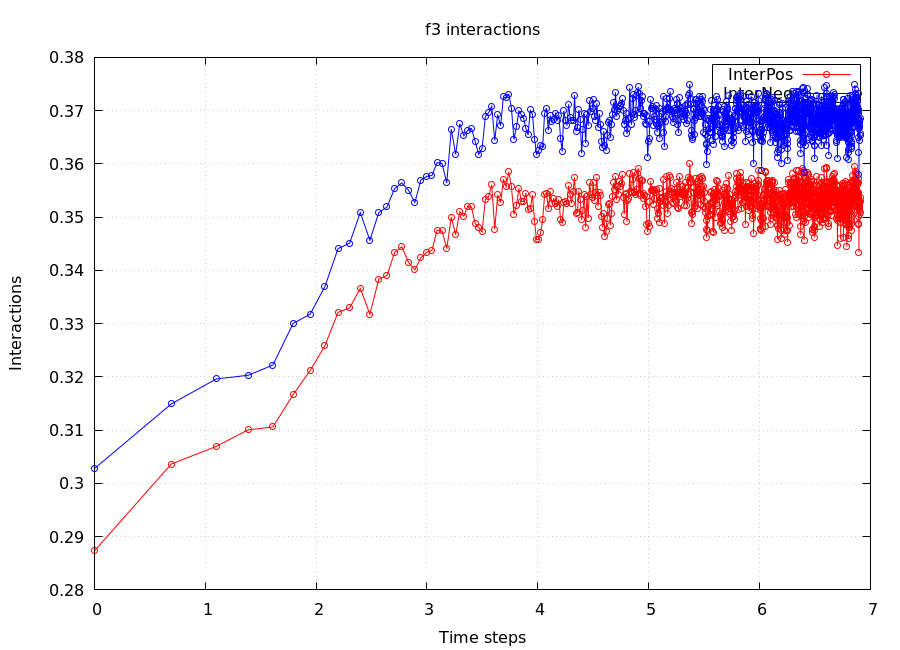 f3 interactions
0.38
0.37
0.36
0.35
0.34
0.33
0.32
0.31
0.3
0.29
0.28
InterPos
InterNeg
Interactions
0 1 2 3 4 5 6 7
Time steps